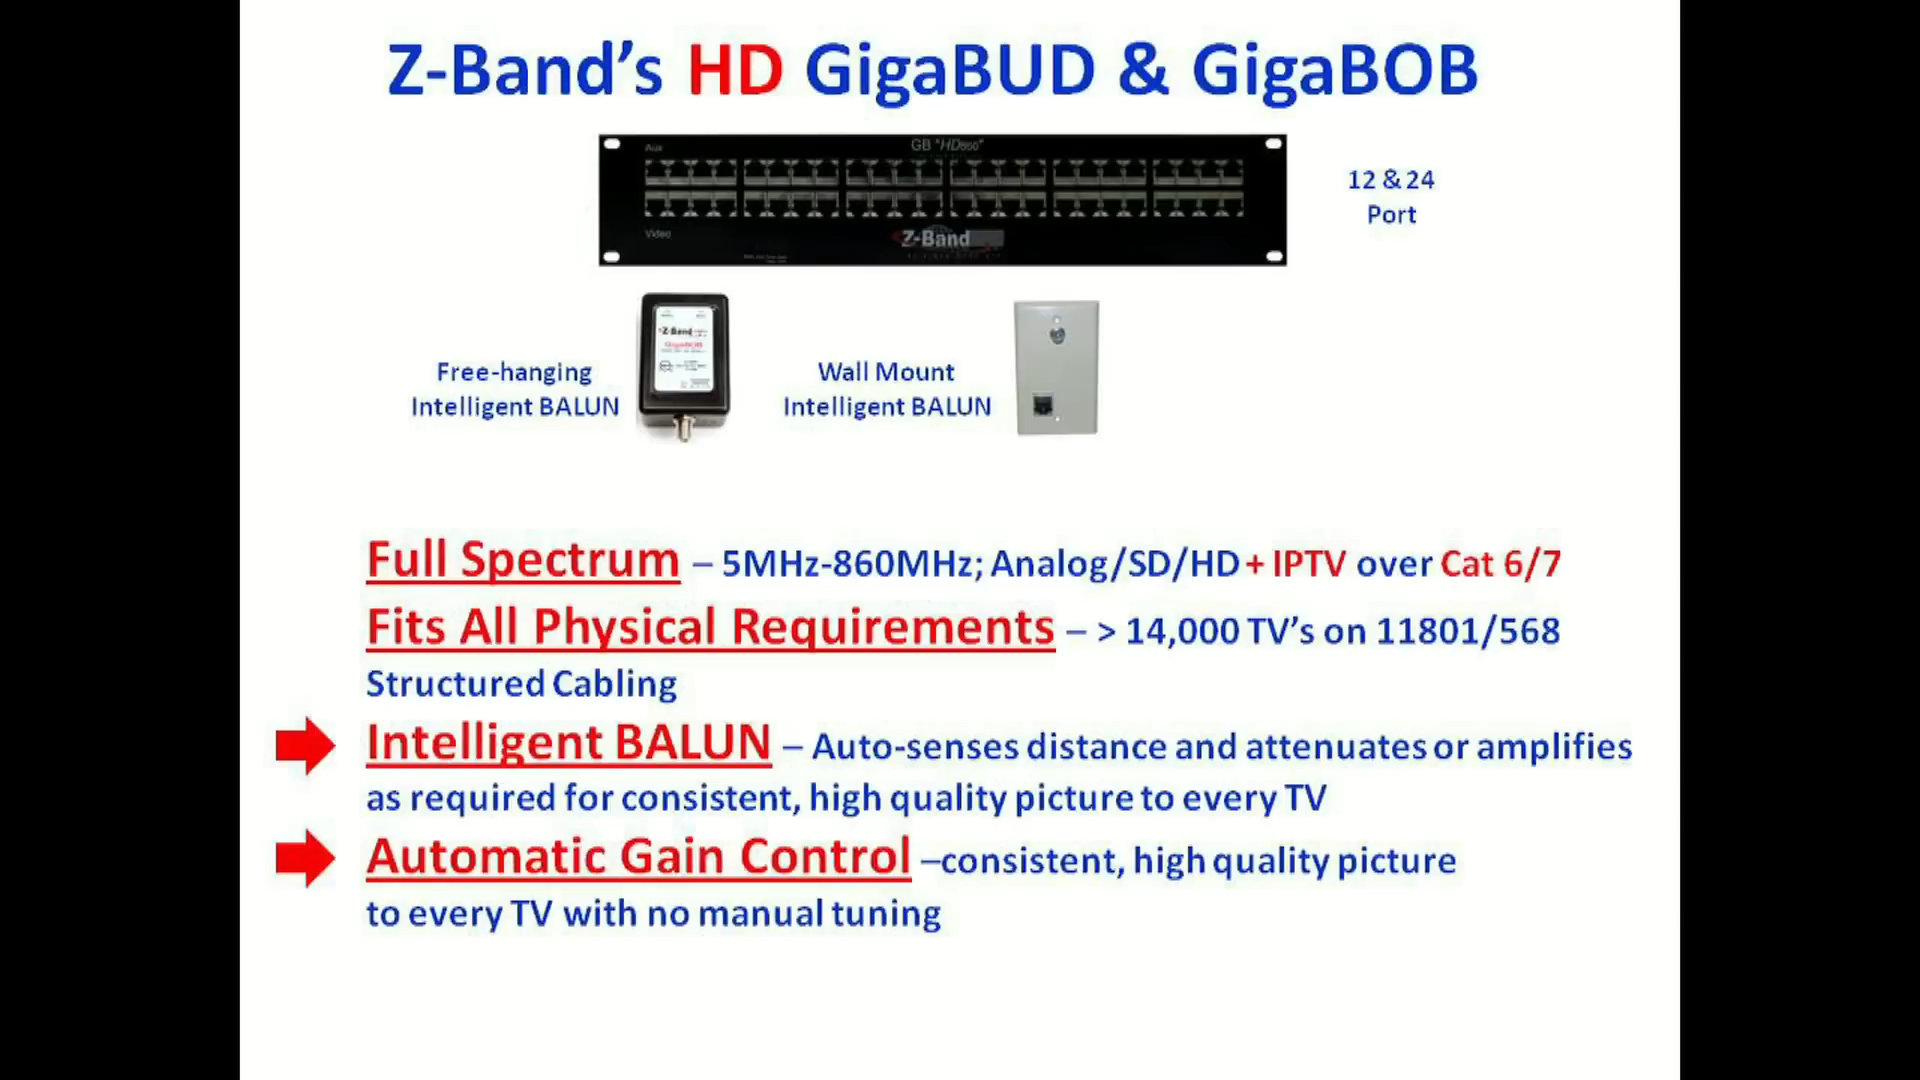 Z-Band's HD GigaBUD & GigaBOB
Aux
GB "HD860"
12 & 24
Port
Video
Z-Band
Z-Band
GigaBOB
Free-hanging
Intelligent BALUN
Wall Mount
Intelligent BALUN
Full Spectrum – 5MHz-860MHz; Analog/SD/HD + IPTV over Cat 6/7
Fits All Physical Requirements – > 14,000 TV's on 11801/568
Structured Cabling
Intelligent BALUN – Auto-senses distance and attenuates or amplifies
as required for consistent, high quality picture to every TV
Automatic Gain Control –consistent, high quality picture
to every TV with no manual tuning